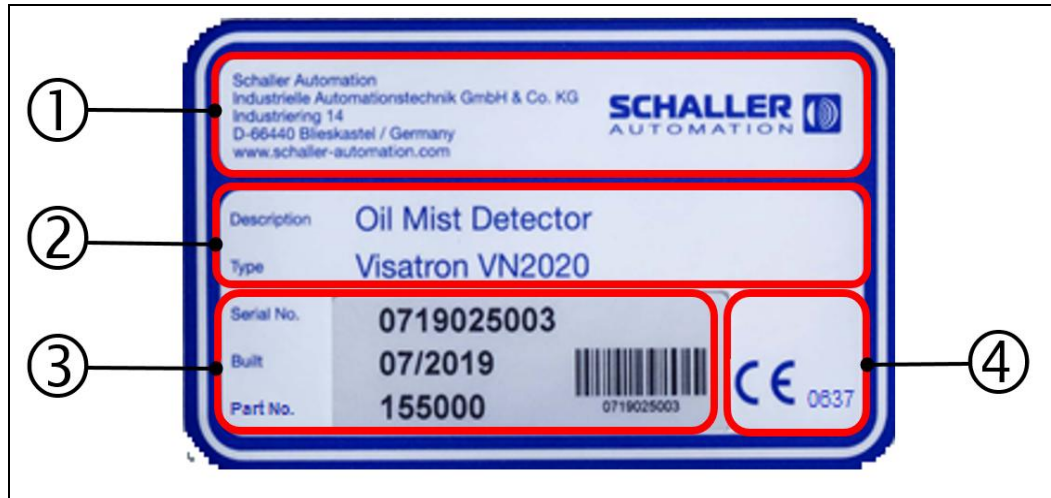 ①
Schaller Automation
Industrielle Automationstechnik GmbH & Co. KG
Industriering 14
D-66440 Blieskastel / Germany
www.schaller-automation.com
SCHALLER
AUTOMATION
②
Description Oil Mist Detector
Type Visatron VN2020
③
Serial No. 0719025003
Built 07/2019
Part No. 155000
0719025003
④
CE 0637